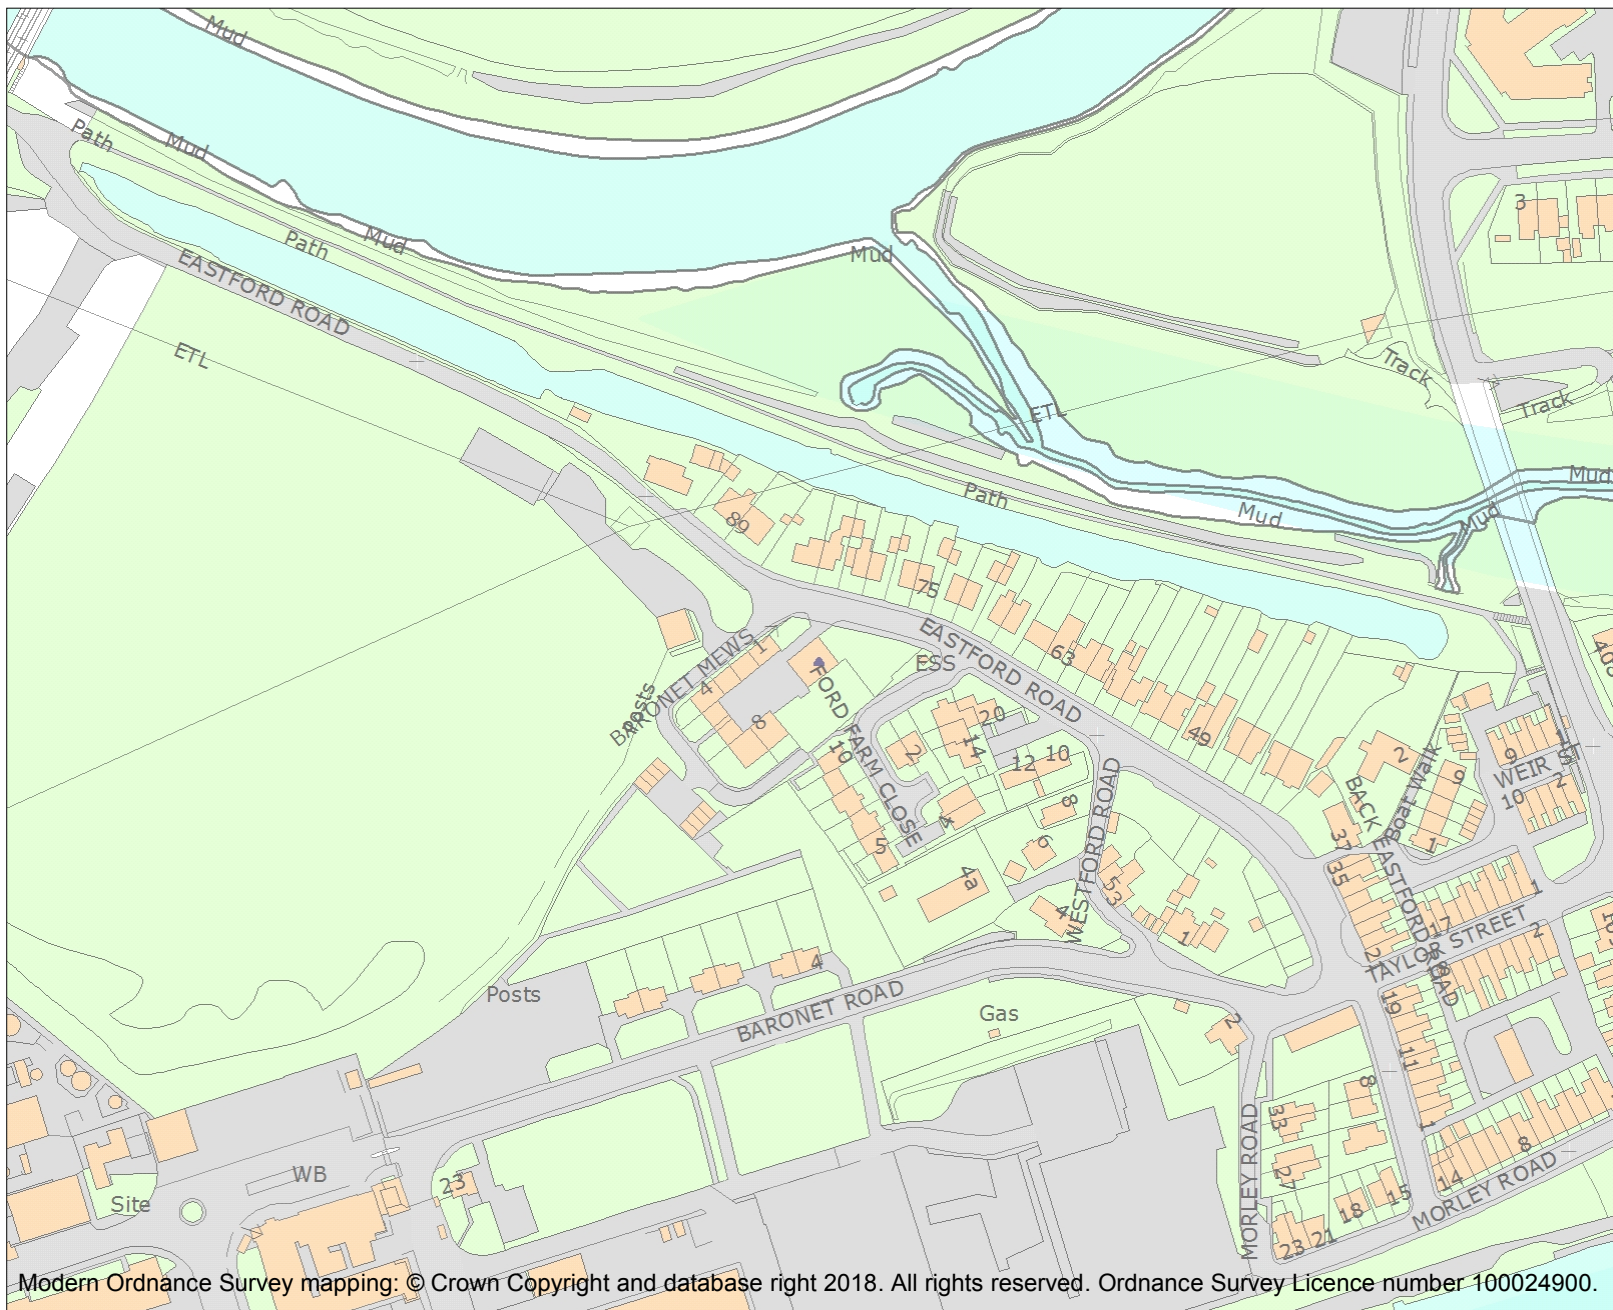 Mud
Path
Mud
3
Path
Mud
EASTFORD ROAD
Mud
ETL
Track
Track
ETL
Mud
Path
Mud
Mud
89
75
EASTFORD ROAD
63
ESS
BARONET MEWS
1
4
8
Posts
FORD FARM CLOSE
10
2
20
14
12
10
8
6
4
5
4a
4
49
WESTFORD ROAD
53
1
2
BACK EASTFORD ROAD
37
35
21
Boat Walk
9
1
9
WEIR
10
2
17
1
TAYLOR STREET
2
19
11
1
Posts
4
BARONET ROAD
Gas
2
8
33
27
MORLEY ROAD
23
21
18
15
14
8
MORLEY ROAD
WB
23
Site
Modern Ordnance Survey mapping: © Crown Copyright and database right 2018. All rights reserved. Ordnance Survey Licence number 100024900.